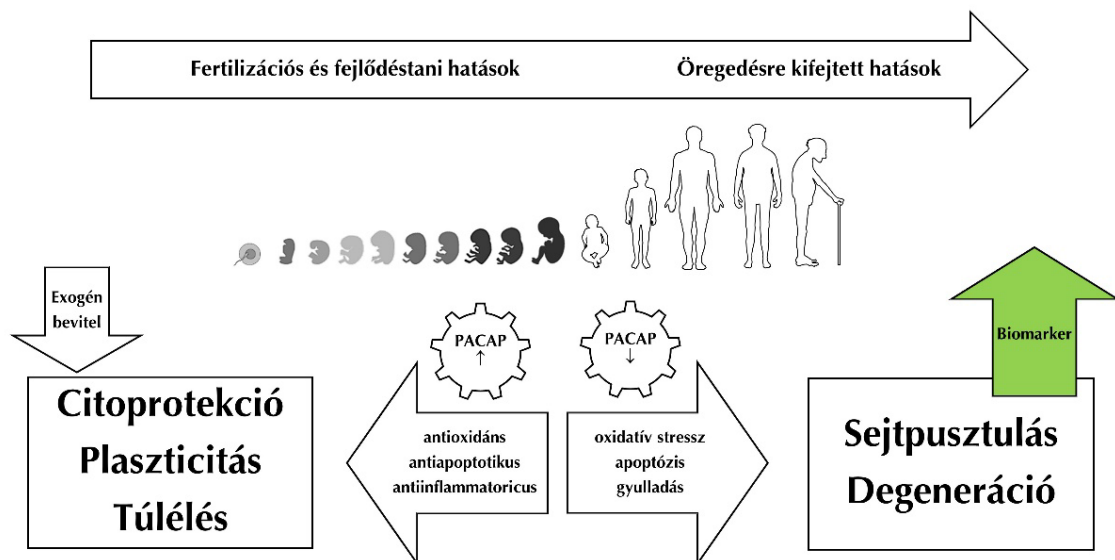 Fertilizációs és fejlődéstani hatások
Öregedésre kifejtett hatások
Exogén
bevitel
PACAP
↑
PACAP
↓
Biomarker
Citoprotekció
Plaszticitás
Túlélés
antioxidáns
antiapoptotikus
antiinflammatoricus
oxidatív stressz
apoptózis
gyulladás
Sejtpusztulás
Degeneráció